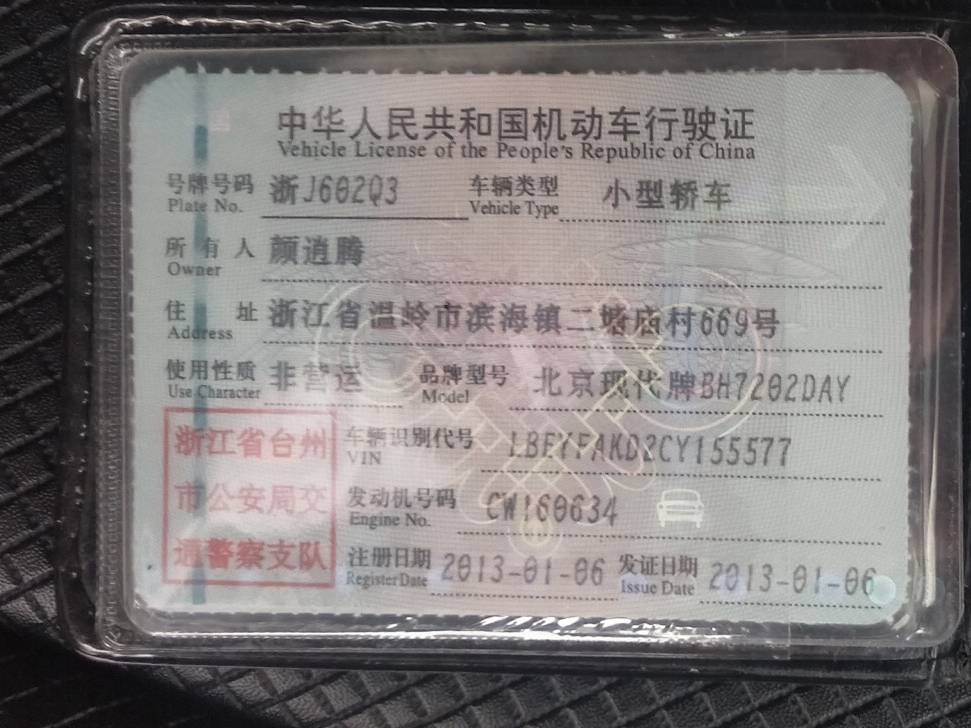 中华人民共和国机动车行驶证
Vehicle License of the People's Republic of China
号牌号码 浙J602Q3 车辆类型 小型轿车
Plate No. Vehicle Type
所有人 颜逍腾
Owner
住址 浙江省温岭市滨海镇二塘庙村669号
Address
使用性质 非营运 品牌型号 北京现代牌BH7202DAY
Use Character Model
浙江省台州
市公安局交
通警察支队
车辆识别代号 LBEYFAKD2CY155577
VIN
发动机号码 CW160634
Engine No.
注册日期 2013-01-06 发证日期 2013-01-06
Register Date Issue Date